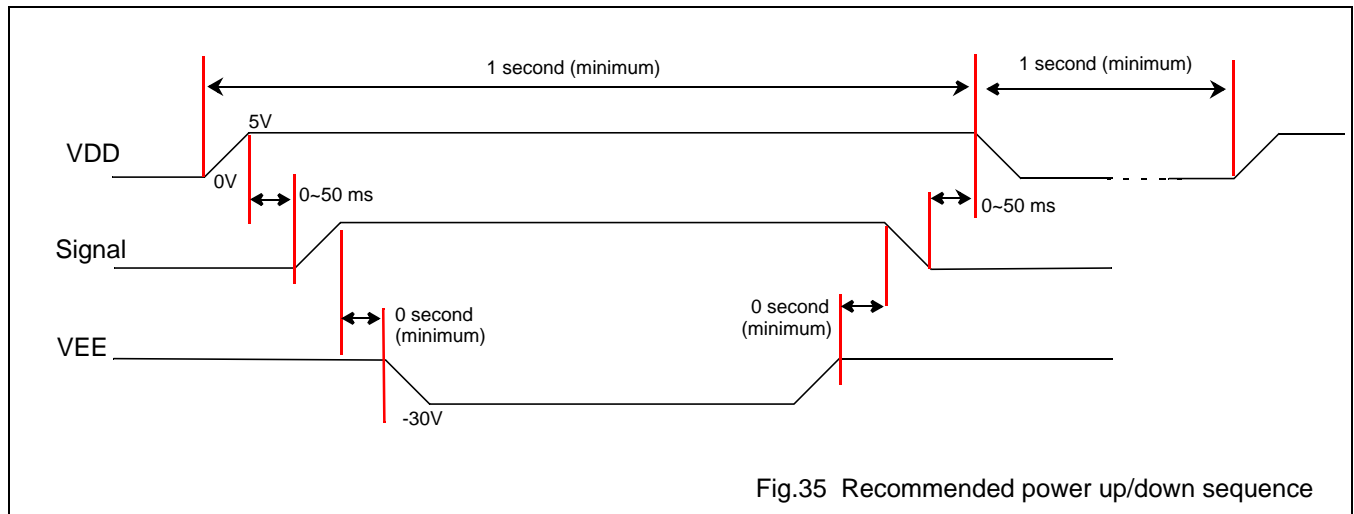 1 second (minimum)
1 second (minimum)
5V
VDD
0V
0~50 ms
0~50 ms
Signal
0 second
(minimum)
0 second
(minimum)
VEE
-30V
Fig.35 Recommended power up/down sequence